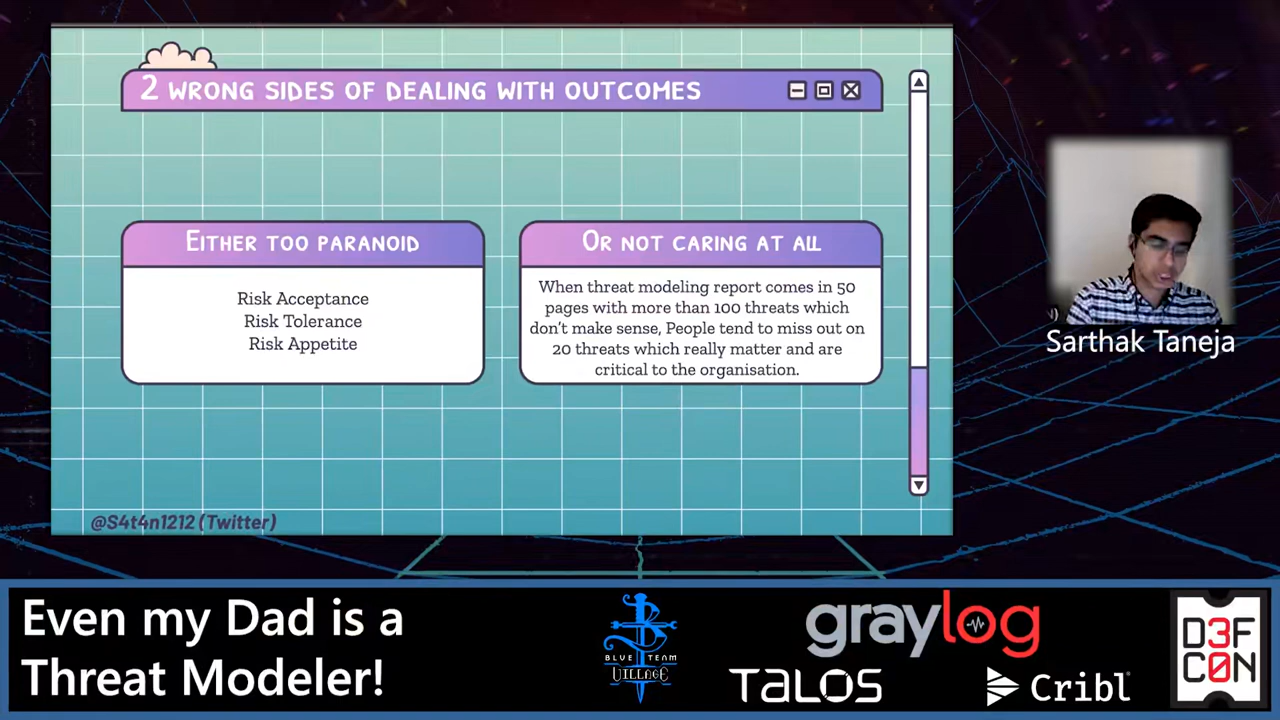 2 WRONG SIDES OF DEALING WITH OUTCOMES
EITHER TOO PARANOID
Risk Acceptance
Risk Tolerance
Risk Appetite
OR NOT CARING AT ALL
When threat modeling report comes in 50
pages with more than 100 threats which
don't make sense, People tend to miss out on
20 threats which really matter and are
critical to the organisation.
@S4t4n1212 (Twitter)
Sarthak Taneja
Even my Dad is a
Threat Modeler!
BLUE TEAM
VILLAGE
graylog
TALOS
Cribl
D3F
C0N